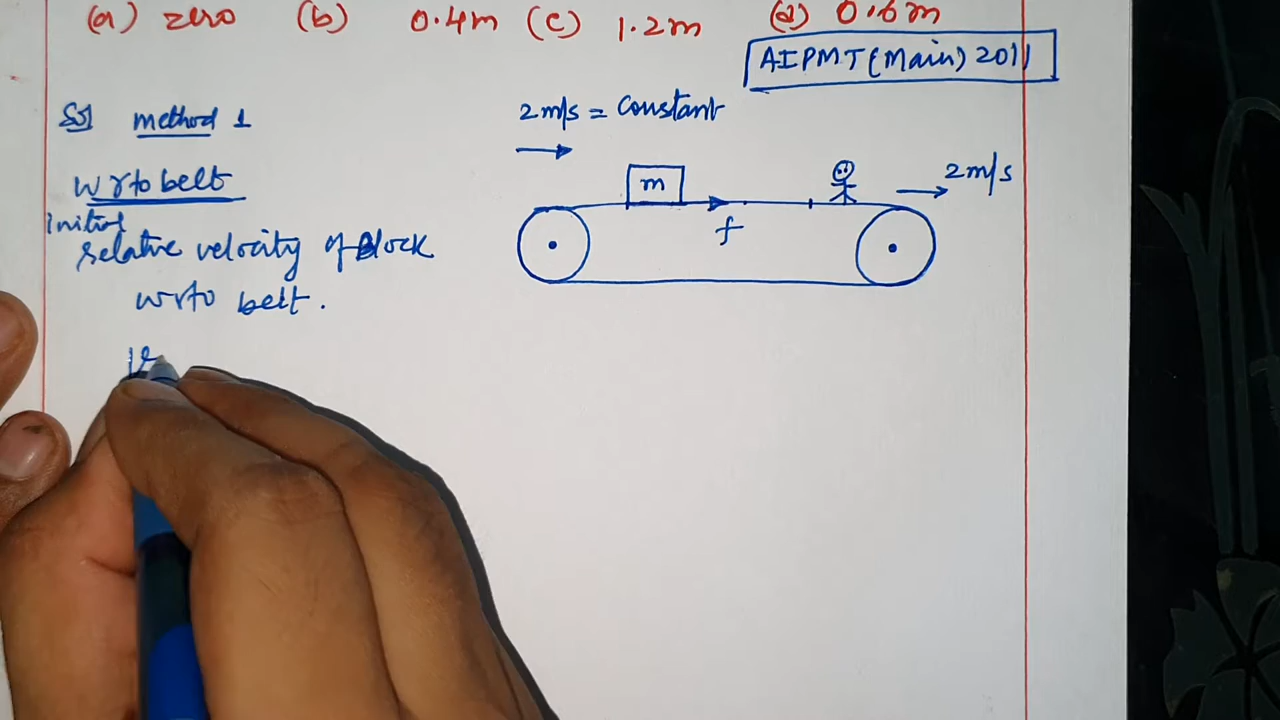 (a) zero (b) 0.4m (c) 1.2m (d) 0.6m
AIPMT (Main) 2011
Sol method 1
2m/s = constant
w r to belt
m
2m/s
f
Initial
relative velocity of Block
wrto belt.